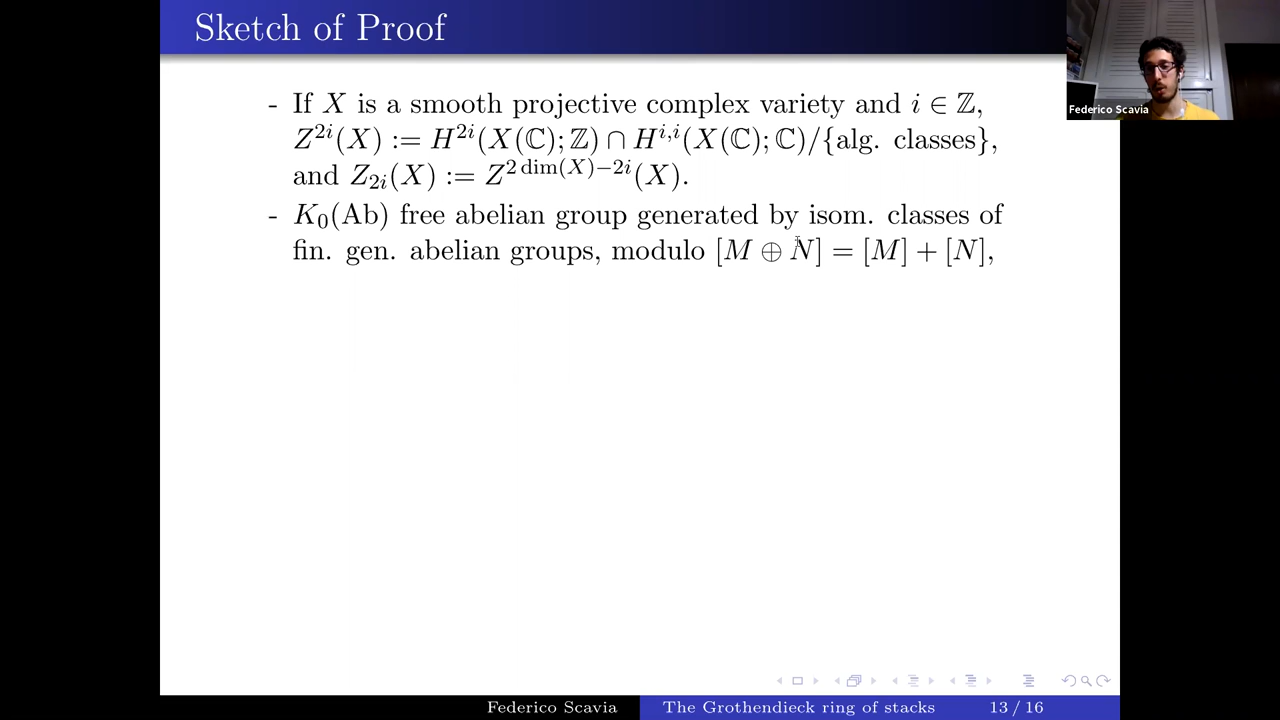 Sketch of Proof
Federico Scavia
- If X is a smooth projective complex variety and i ∈ ℤ,
Z^{2i}(X) := H^{2i}(X(ℂ); ℤ) ∩ H^{i,i}(X(ℂ); ℂ)/{alg. classes},
and Z_{2i}(X) := Z^{2 dim(X)−2i}(X).
- K_0(Ab) free abelian group generated by isom. classes of
fin. gen. abelian groups, modulo [M ⊕ N] = [M] + [N],
Federico Scavia The Grothendieck ring of stacks 13 / 16